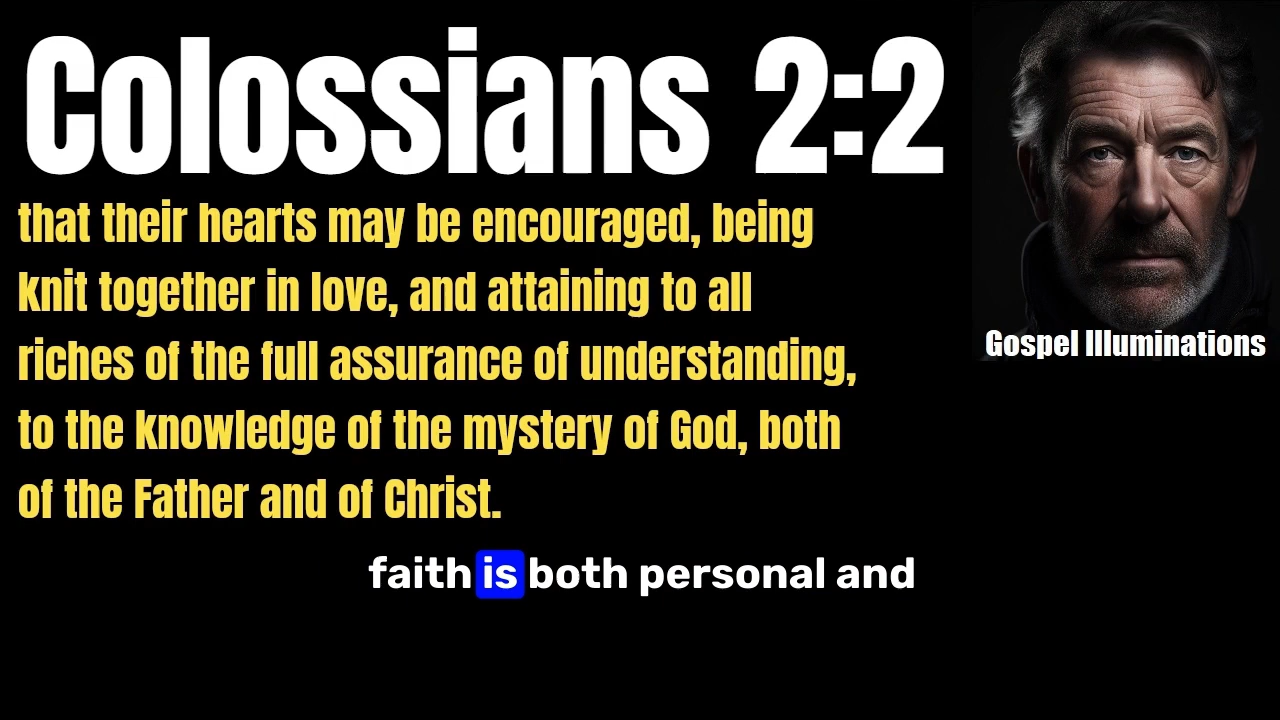 Colossians 2:2
that their hearts may be encouraged, being
knit together in love, and attaining to all
riches of the full assurance of understanding,
to the knowledge of the mystery of God, both
of the Father and of Christ.
Gospel Illuminations
faith is both personal and